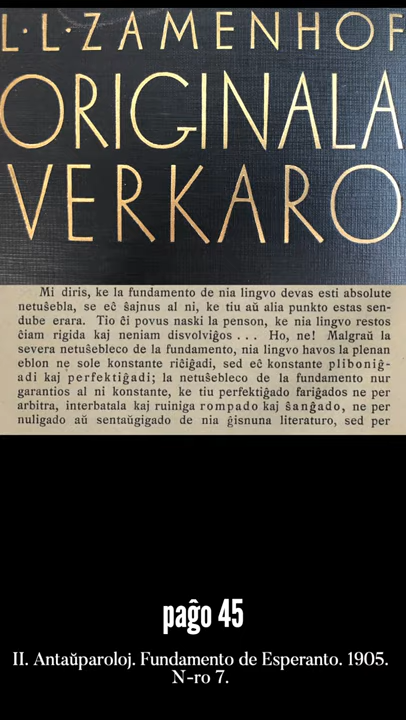 L·L·ZAMENHOF
ORIGINALA
VERKARO
Mi diris, ke la fundamento de nia lingvo devas esti absolute
netuŝebla, se eĉ ŝajnus al ni, ke tiu aŭ alia punkto estas sen-
dube erara. Tio ĉi povus naski la penson, ke nia lingvo restos
ĉiam rigida kaj neniam disvolviĝos... Ho, ne! Malgraŭ la
severa netuŝebleco de la fundamento, nia lingvo havos la plenan
eblon ne sole konstante riĉiĝadi, sed eĉ konstante pliboniĝ-
adi kaj perfektiĝadi; la netuŝebleco de la fundamento nur
garantios al ni konstante, ke tiu perfektiĝado fariĝados ne per
arbitra, interbatala kaj ruiniga rompado kaj ŝanĝado, ne per
nuligado aŭ sentaŭgigado de nia ĝisnuna literaturo, sed per
paĝo 45
II. Antaŭparoloj. Fundamento de Esperanto. 1905.
N-ro 7.